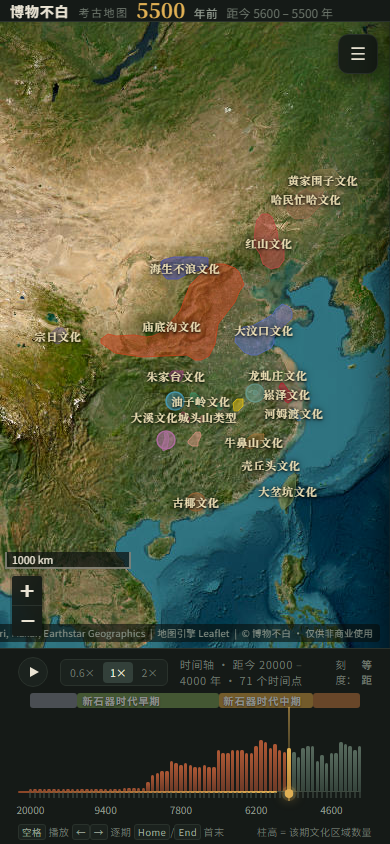 博物不白 考古地图 5500 年前 距今 5600 – 5500 年
☰
黄家围子文化
哈民忙哈文化
红山文化
海生不浪文化
庙底沟文化
大汶口文化
宗日文化
朱家台文化
龙虬庄文化
油子岭文化
崧泽文化
大溪文化城头山类型
河姆渡文化
牛鼻山文化
壳丘头文化
大坌坑文化
古椰文化
1000 km
+
−
Earthstar Geographics | 地图引擎 Leaflet | © 博物不白 • 仅供非商业使用
0.6× 1× 2×
时间轴 · 距今 20000 –
4000 年 · 71 个时间点
刻度：
等距
新石器时代早期
新石器时代中期
20000 9400 7800 6200 4600
空格 播放 ← → 逐期 Home / End 首末
柱高 = 该期文化区域数量